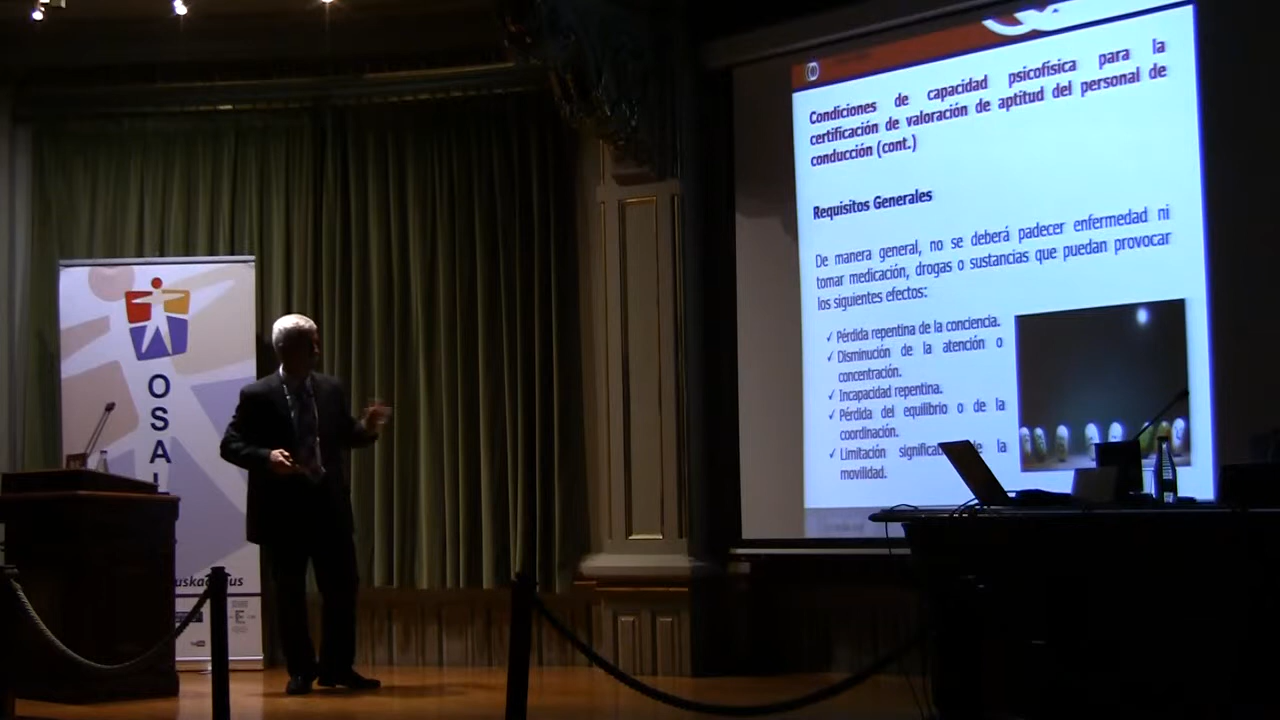 Condiciones de capacidad psicofísica para la
certificación de valoración de aptitud del personal de
conducción (cont.)
Requisitos Generales
De manera general, no se deberá padecer enfermedad ni
tomar medicación, drogas o sustancias que puedan provocar
los siguientes efectos:
✓ Pérdida repentina de la conciencia.
✓ Disminución de la atención o
concentración.
✓ Incapacidad repentina.
✓ Pérdida del equilibrio o de la
coordinación.
✓ Limitación de la
movilidad.
O
S
A
E